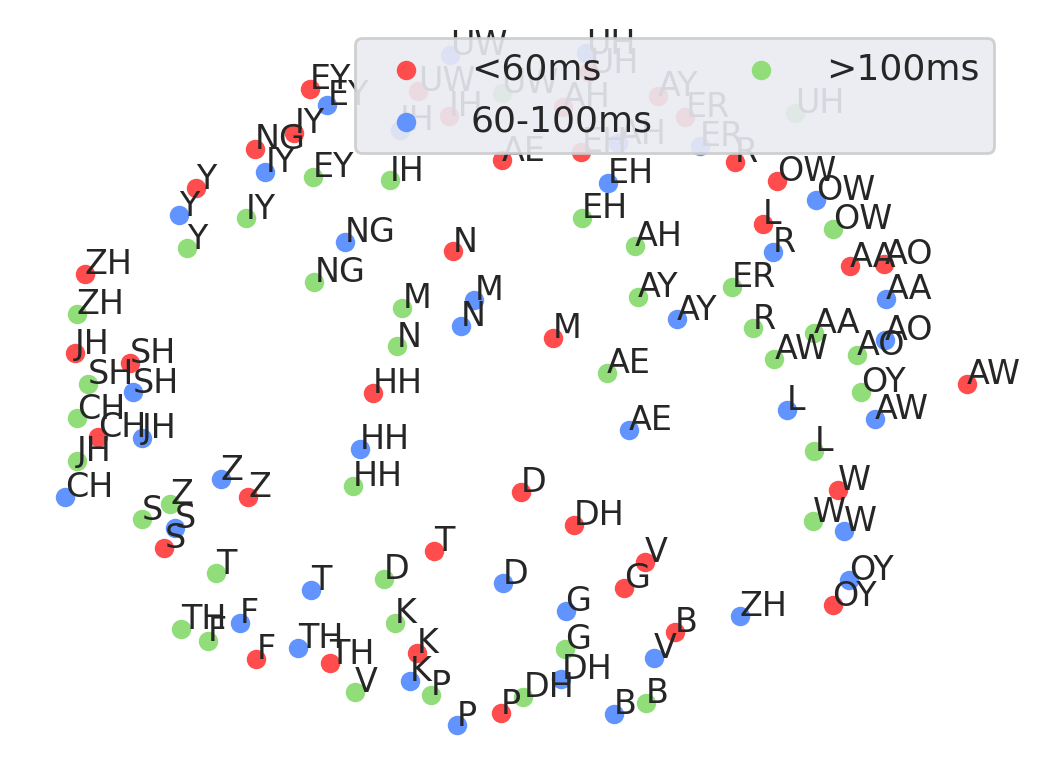 UW UH
<60ms >100ms
EY UW UW UH AY
EY IH AH ER UH
60-100ms
IY IH EH AH ER
NG AE R
IY EY IH EH OW
Y OW
Y IY EH L OW
Y NG N AH R AA AO
ZH NG ER AA
ZH M M AY AY
JH SH N N M R AA AO
SH SH HH AE AW AO AW
CH OY
CH JH HH AE L AW
JH
CH Z Z HH D L W
S Z DH W W
S S
T T T D D V G OY
OY
TH F F K G B ZH
F TH TH K G V
V K P DH DH B B
P P